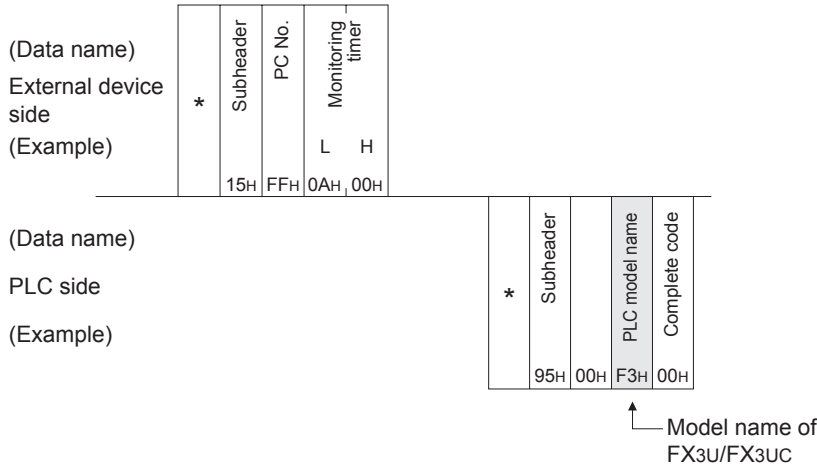 (Data name)
External device
side
(Example)
*
Subheader
PC No.
Monitoring
timer
L H
15H FFH 0AH 00H
(Data name)
PLC side
(Example)
*
Subheader
PLC model name
Complete code
95H 00H F3H 00H
Model name of
FX3U/FX3UC